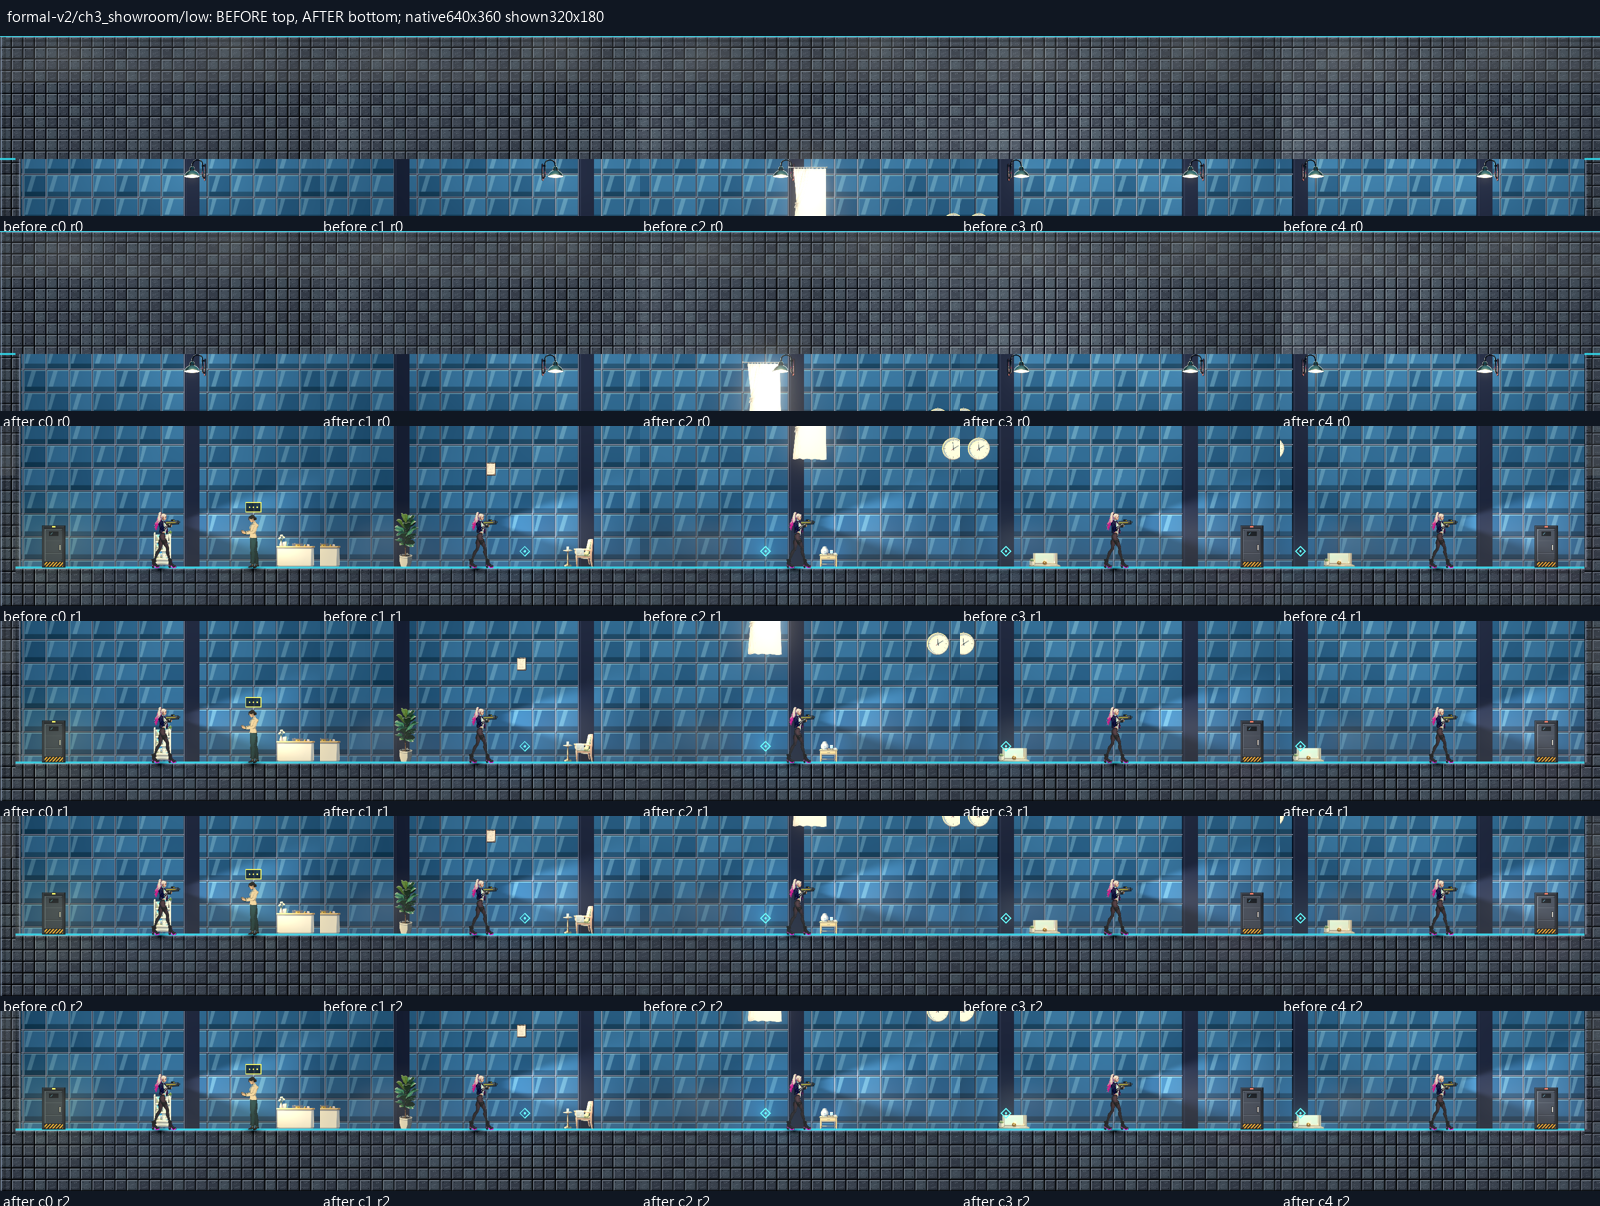 formal-v2/ch3_showroom/low: BEFORE top, AFTER bottom; native640x360 shown320x180
before c0 r0 before c1 r0 before c2 r0 before c3 r0 before c4 r0
after c0 r0 after c1 r0 after c2 r0 after c3 r0 after c4 r0
before c0 r1 before c1 r1 before c2 r1 before c3 r1 before c4 r1
after c0 r1 after c1 r1 after c2 r1 after c3 r1 after c4 r1
before c0 r2 before c1 r2 before c2 r2 before c3 r2 before c4 r2
after c0 r2 after c1 r2 after c2 r2 after c3 r2 after c4 r2